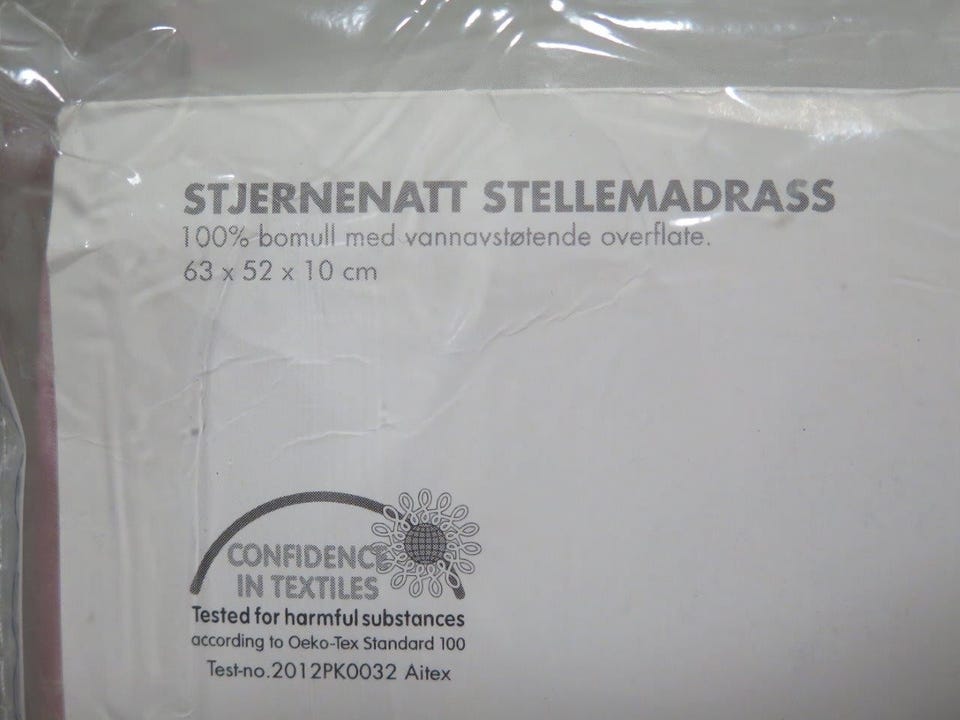 STJERNENATT STELLEMADRASS
100% bomull med vannavstøtende overflate.
63 x 52 x 10 cm
CONFIDENCE
IN TEXTILES
Tested for harmful substances
according to Oeko-Tex Standard 100
Test-no.2012PK0032 Aitex